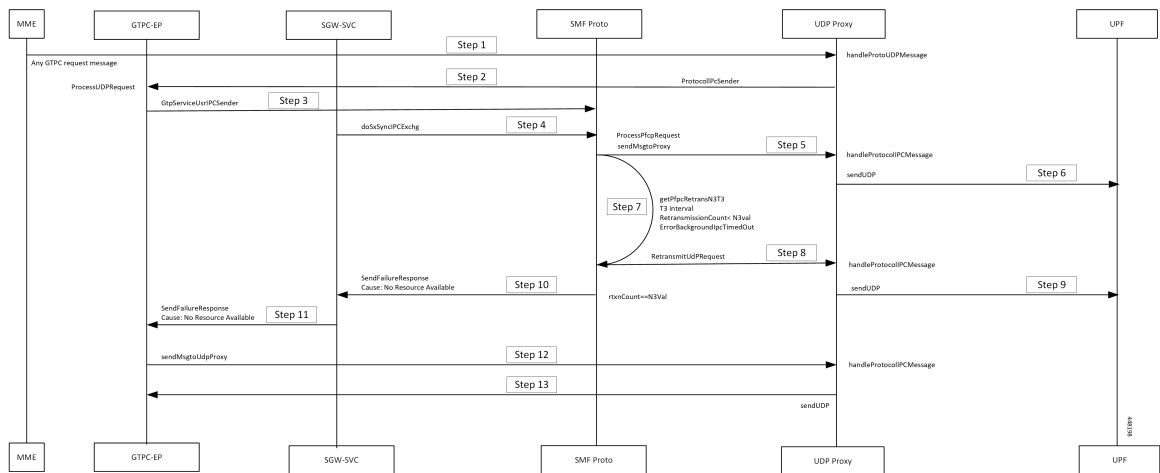 MME
GTPC-EP
SGW-SVC
SMF Proto
UDP Proxy
UPF
Step 1
handleProtoUDPMessage
Any GTPC request message
Step 2
ProtocolIPcSender
ProcessUDPRequest
GtpServiceUsrIPCSender
Step 3
doSxSyncIPCExchg
Step 4
ProcessPfcpRequest
sendMsgtoProxy
Step 5
handleProtocolIPCMessage
sendUDP
Step 6
Step 7
getPfpcRetransN3T3
T3 interval
RetransmissionCount< N3val
ErrorBackgroundIpcTimedOut
RetransmitUdPRequest
Step 8
handleProtocolIPCMessage
SendFailureResponse
Cause: No Resource Available
Step 10
rtxnCount==N3Val
sendUDP
Step 9
SendFailureResponse
Cause: No Resource Available
Step 11
sendMsgtoUdpProxy
Step 12
handleProtocolIPCMessage
Step 13
sendUDP
448198
MME
GTPC-EP
SGW-SVC
SMF Proto
UDP Proxy
UPF